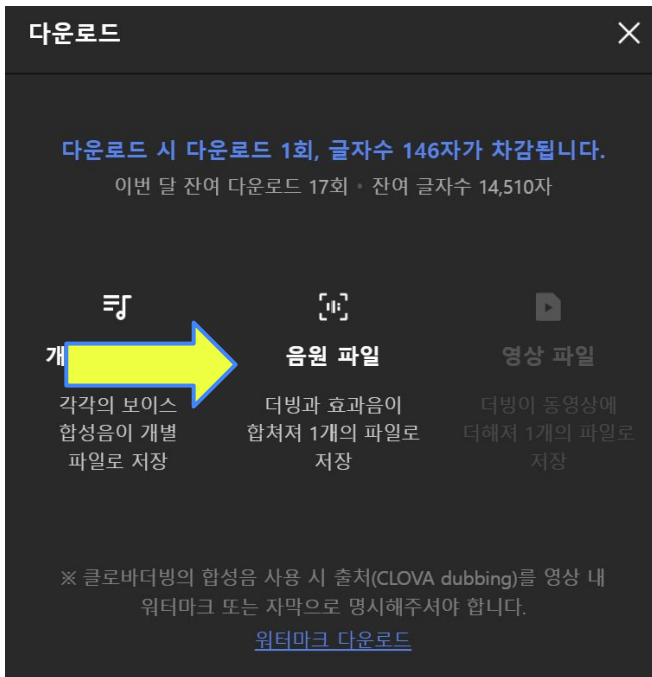 다운로드
다운로드 시 다운로드 1회, 글자수 146자가 차감됩니다.
이번 달 잔여 다운로드 17회 • 잔여 글자수 14,510자
개
각각의 보이스
합성음이 개별
파일로 저장
음원 파일
더빙과 효과음이
합쳐져 1개의 파일로
저장
영상 파일
더빙이 동영상에
더해져 1개의 파일로
저장
※ 클로바더빙의 합성음 사용 시 출처(CLOVA dubbing)를 영상 내
워터마크 또는 자막으로 명시해주셔야 합니다.
워터마크 다운로드